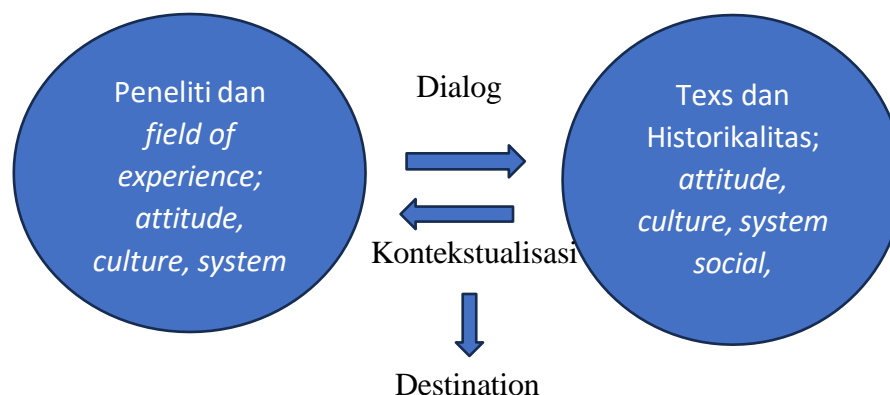 Peneliti dan
field of
experience;
attitude,
culture, system
Dialog
Kontekstualisasi
Destination
Texs dan
Historikalitas;
attitude,
culture, system
social,